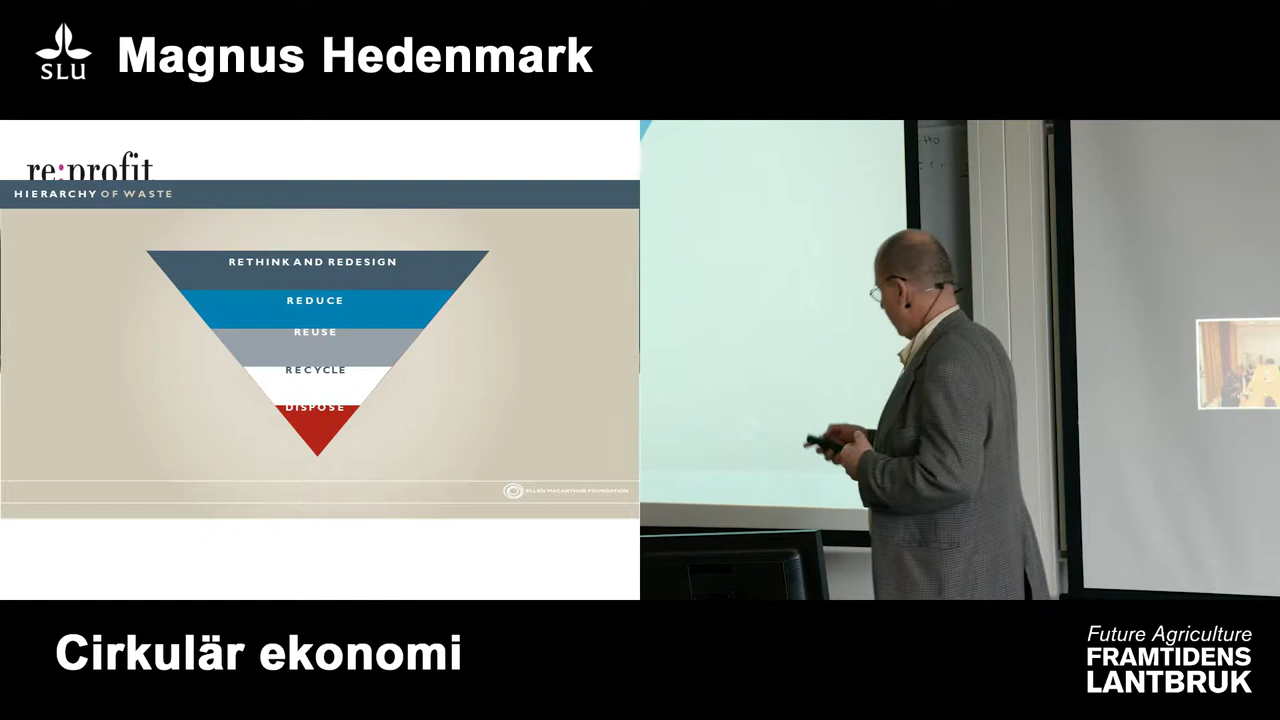 SLU
Magnus Hedenmark
re:profit
HIERARCHY OF WASTE
RETHINK AND REDESIGN
REDUCE
REUSE
RECYCLE
DISPOSE
ELLEN MACARTHUR FOUNDATION
Cirkulär ekonomi
Future Agriculture
FRAMTIDENS
LANTBRUK